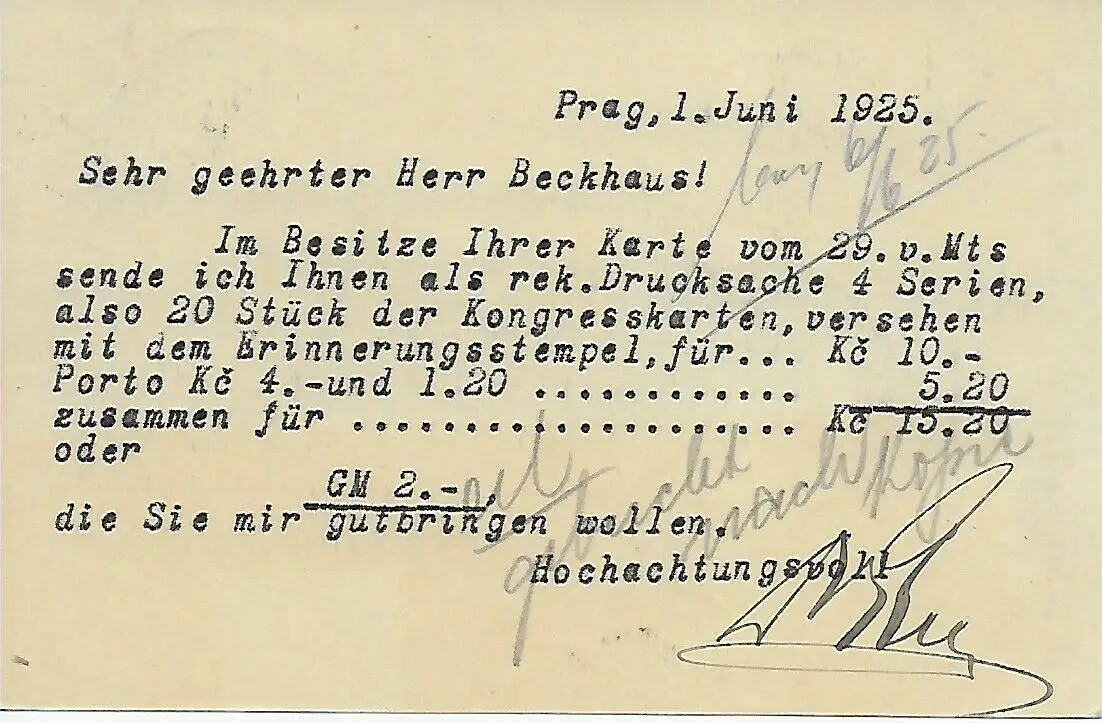 Prag, 1. Juni 1925.
6/6 25
Sehr geehrter Herr Beckhaus!
Im Besitze Ihrer Karte vom 29. v. Mts
sende ich Ihnen als rek. Drucksache 4 Serien,
also 20 Stück der Kongresskarten, versehen
mit dem Erinnerungsstempel, für... Kč 10.-
Porto Kč 4.-und 1.20 ............ 5.20
zusammen für .................... Kč 15.20
oder
GM 2.-,
die Sie mir gutbringen wollen.
Hochachtungsvoll